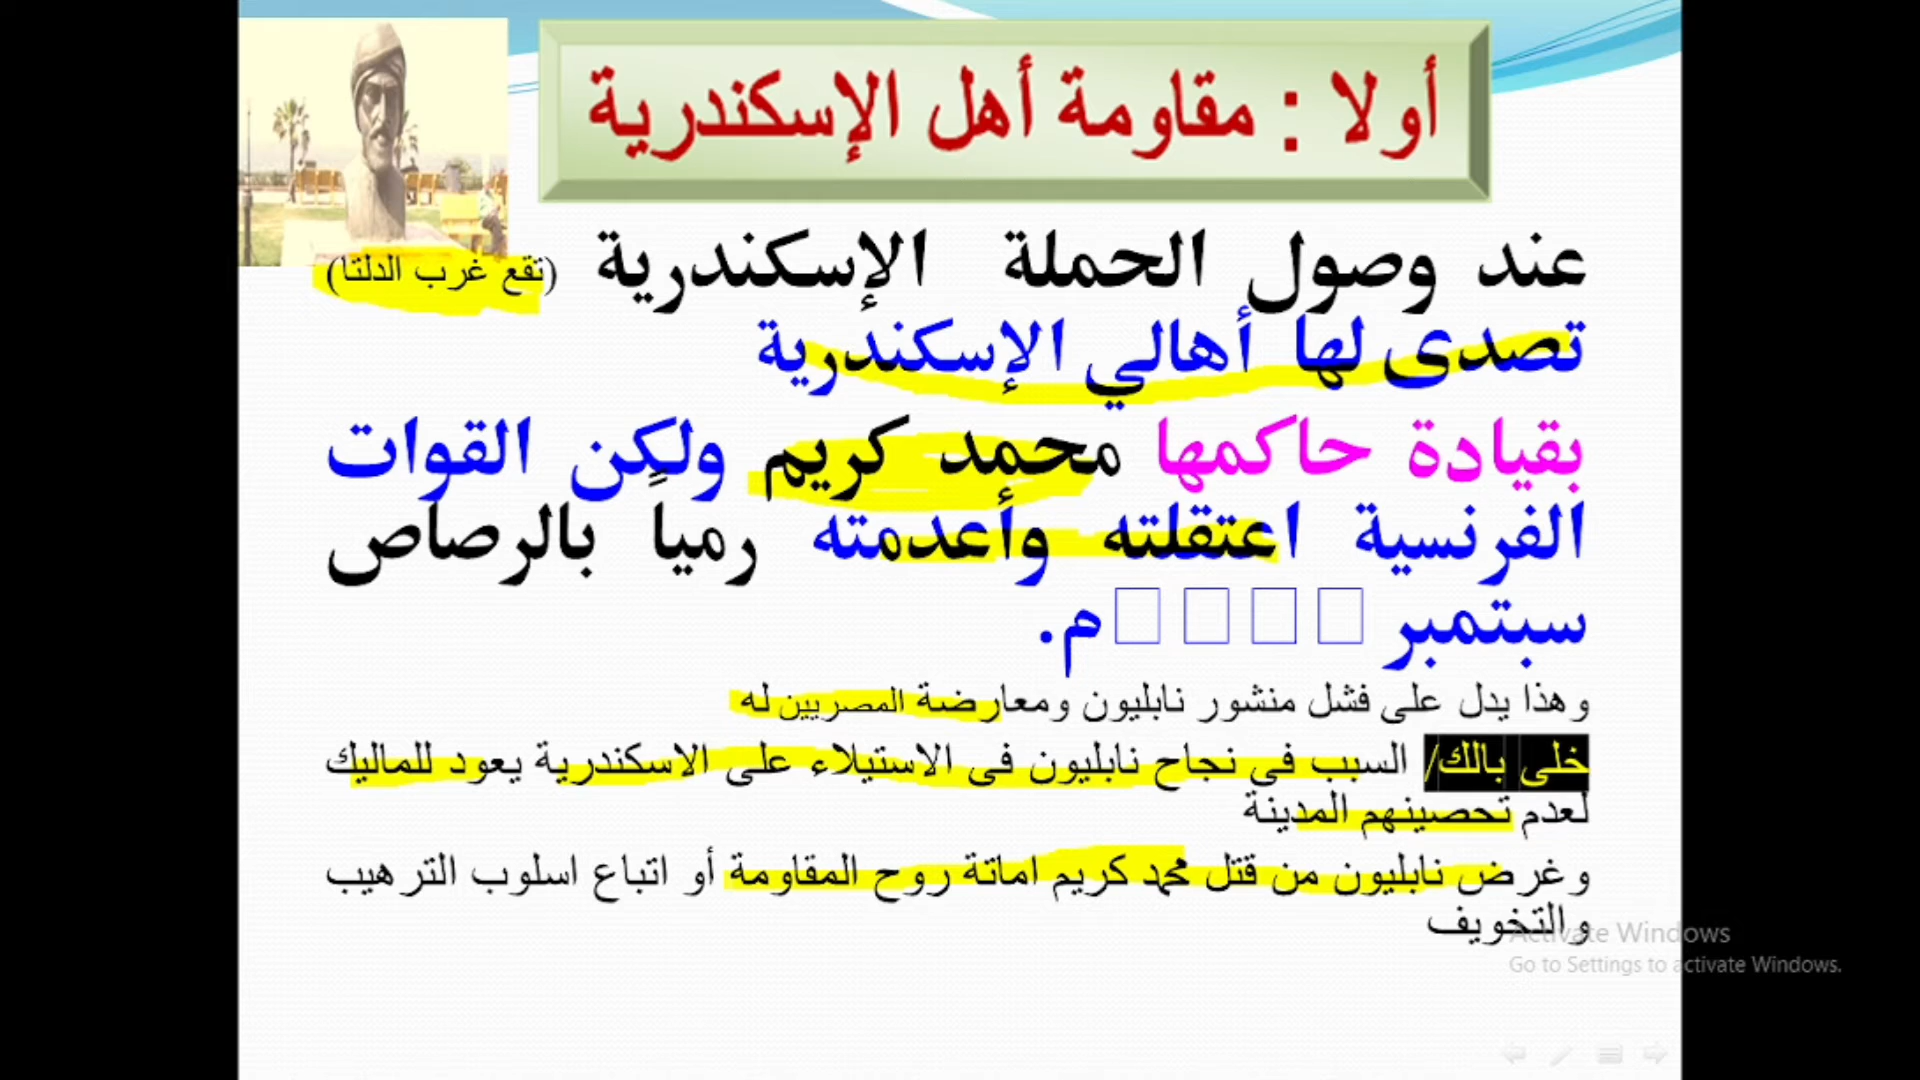 أولا : مقاومة أهل الإسكندرية
عند وصول الحملة الإسكندرية (تقع غرب الدلتا)
تصدى لها أهالي الإسكندرية
بقيادة حاكمها محمد كريم ولكن القوات
الفرنسية اعتقلته وأعدمته رمياً بالرصاص
سبتمبر □□□□م.
وهذا يدل على فشل منشور نابليون ومعارضة المصريين له
خلى بالك/ السبب فى نجاح نابليون فى الاستيلاء على الاسكندرية يعود للماليك
لعدم تحصينهم المدينة
وغرض نابليون من قتل محمد كريم اماتة روح المقاومة أو اتباع اسلوب الترهيب
والتخويف
Activate Windows
Go to Settings to activate Windows.